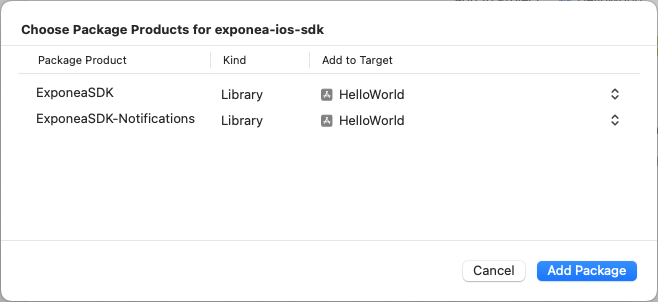 Choose Package Products for exponea-ios-sdk
Package Product Kind Add to Target
ExponeaSDK Library HelloWorld
ExponeaSDK-Notifications Library HelloWorld
Cancel Add Package